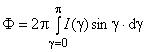 Φ = 2π ∫_{γ=0}^{π} I(γ) sin γ · dγ